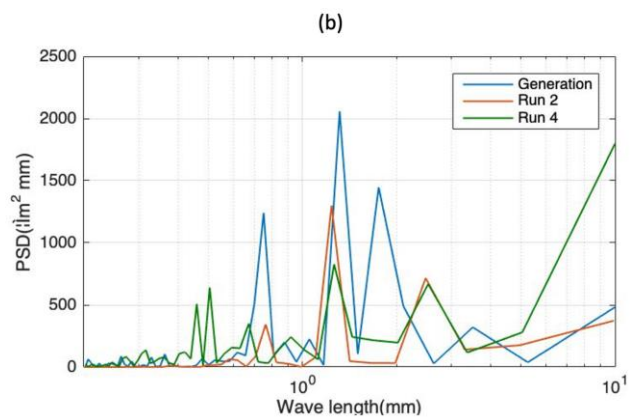 (b)
2500
2000
1500
1000
500
0
PSD(ìlm² mm)
Generation
Run 2
Run 4
10⁰
10¹
Wave length(mm)